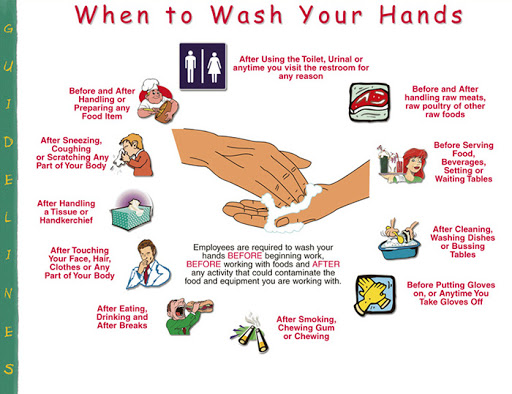 When to Wash Your Hands
GUIDELINES
After Using the Toilet, Urinal or
anytime you visit the restroom for
any reason
Before and After
handling raw meats,
raw poultry of other
raw foods
Before Serving
Food,
Beverages,
Setting or
Waiting Tables
After Cleaning,
Washing Dishes
or Bussing
Tables
Before Putting Gloves
on, or Anytime You
Take Gloves Off
After Smoking,
Chewing Gum
or Chewing
After Eating,
Drinking and
After Breaks
After Touching
Your Face, Hair,
Clothes or Any
Part of Your Body
After Handling
a Tissue or
Handkerchief
After Sneezing,
Coughing
or Scratching Any
Part of Your Body
Before and After
Handling or
Preparing any
Food Item
Employees are required to wash your
hands BEFORE beginning work,
BEFORE working with foods and AFTER
any activity that could contaminate the
food and equipment you are working with.